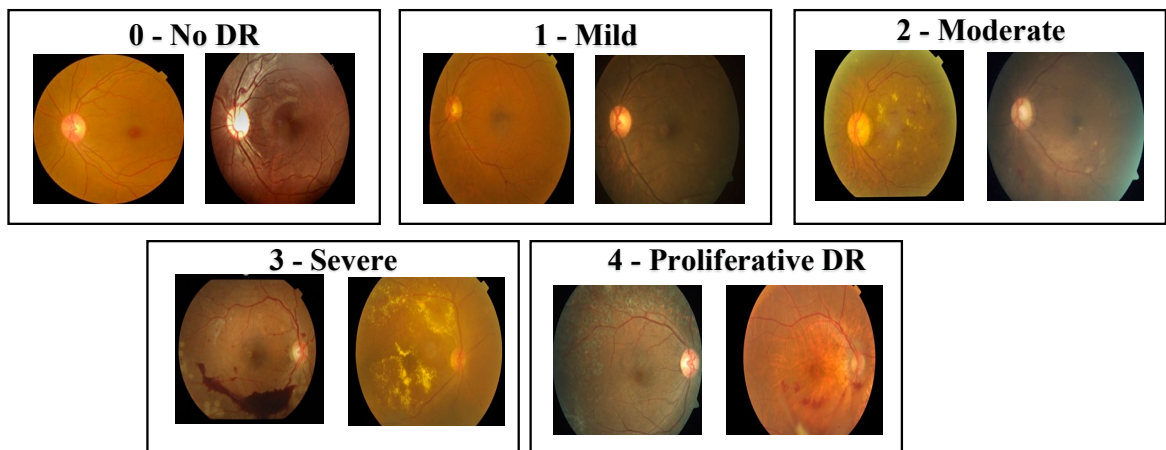 0 - No DR
1 - Mild
2 - Moderate
3 - Severe
4 - Proliferative DR